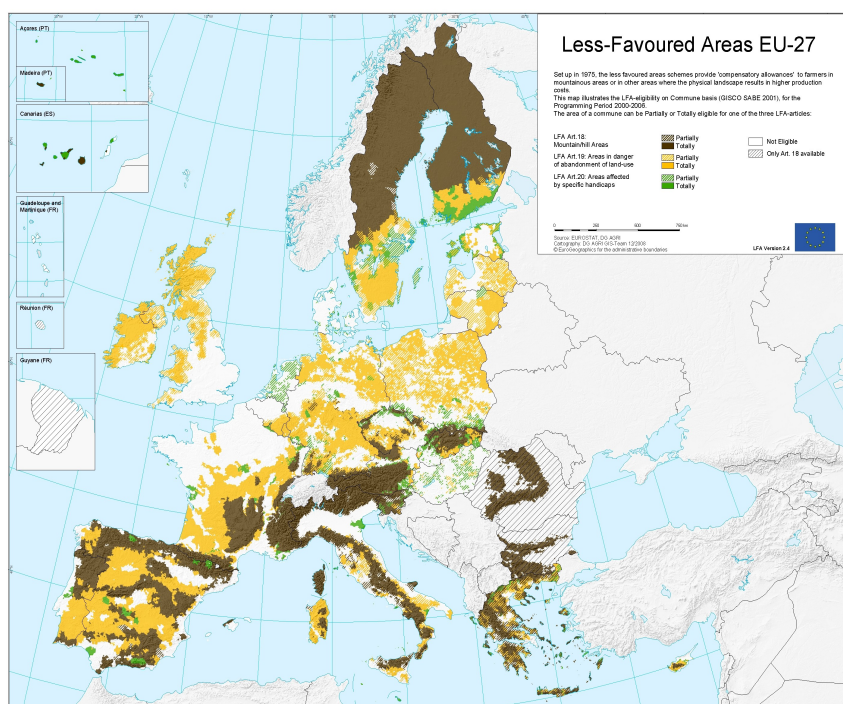 Açores (PT)
Madeira (PT)
Canarias (ES)
Guadeloupe and
Martinique (FR)
Réunion (FR)
Guyane (FR)
Less-Favoured Areas EU-27
Set up in 1975, the less favoured areas schemes provide 'compensatory allowances' to farmers in
mountainous areas or in other areas where the physical landscape results in higher production
costs.
This map illustrates the LFA-eligibility on Commune basis (GISCO SABE 2001), for the
Programming Period 2000-2006.
The area of a commune can be Partially or Totally eligible for one of the three LFA-articles:
LFA Art.18:
Mountain/hill Areas
Partially
Totally
LFA Art.19: Areas in danger
of abandonment of land-use
Partially
Totally
LFA Art.20: Areas affected
by specific handicaps
Partially
Totally
Not Eligible
Only Art. 18 available
0 250 500 750 km
Source: EUROSTAT, DG AGRI
Cartography: DG AGRI GIS-Team 12/2006
© EuroGeographics for the administrative boundaries
LFA Version 2.4